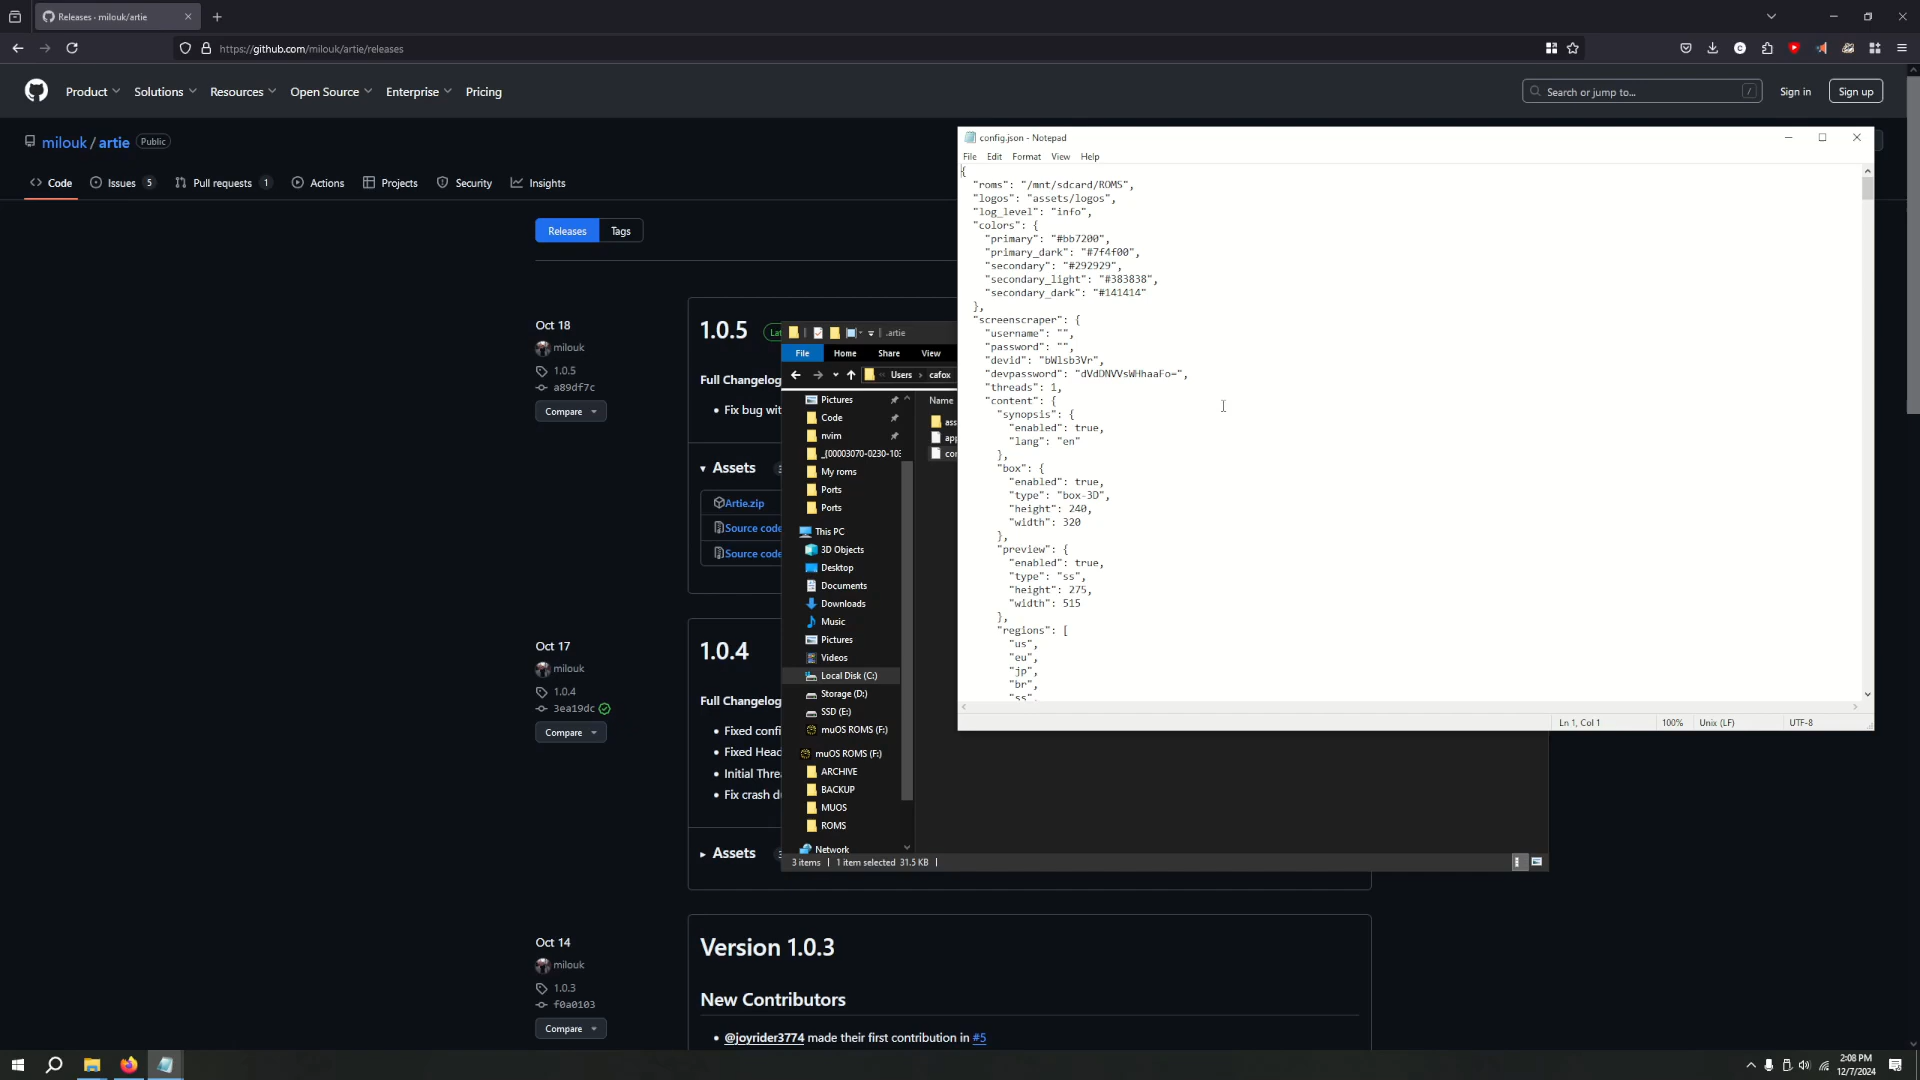 Releases - milouk/artie
https://github.com/milouk/artie/releases
Product
Solutions
Resources
Open Source
Enterprise
Pricing
Search or jump to...
/
Sign in
Sign up
milouk / artie
Public
Code
Issues 5
Pull requests 1
Actions
Projects
Security
Insights
Releases
Tags
Oct 18
milouk
1.0.5
a89df7c
Compare
1.0.5
Full Changelog
Fix bug wit
Assets
Artie.zip
Source code
Source code
Oct 17
milouk
1.0.4
3ea19dc
Compare
1.0.4
Full Changelog
Fixed confi
Fixed Head
Initial Threa
Fix crash du
Assets
Oct 14
milouk
1.0.3
f0a0103
Compare
Version 1.0.3
New Contributors
@joyrider3774 made their first contribution in #5
.artie
File
Home
Share
View
Users
cafox
Name
ass
app
cor
Pictures
Code
nvim
_{00003070-0230-103
My roms
Ports
Ports
This PC
3D Objects
Desktop
Documents
Downloads
Music
Pictures
Videos
Local Disk (C:)
Storage (D:)
SSD (E:)
muOS ROMS (F:)
muOS ROMS (F:)
ARCHIVE
BACKUP
MUOS
ROMS
Network
3 items
1 item selected 31.5 KB
config.json - Notepad
File Edit Format View Help
{
"roms": "/mnt/sdcard/ROMS",
"logos": "assets/logos",
"log_level": "info",
"colors": {
"primary": "#bb7200",
"primary_dark": "#7f4f00",
"secondary": "#292929",
"secondary_light": "#383838",
"secondary_dark": "#141414"
},
"screenscraper": {
"username": "",
"password": "",
"devid": "bWlsb3Vr",
"devpassword": "dVdDNVVsWHhaaFo=",
"threads": 1,
"content": {
"synopsis": {
"enabled": true,
"lang": "en"
},
"box": {
"enabled": true,
"type": "box-3D",
"height": 240,
"width": 320
},
"preview": {
"enabled": true,
"type": "ss",
"height": 275,
"width": 515
},
"regions": [
"us",
"eu",
"jp",
"br",
"ss",
Ln 1, Col 1
100%
Unix (LF)
UTF-8
2:08 PM
12/7/2024